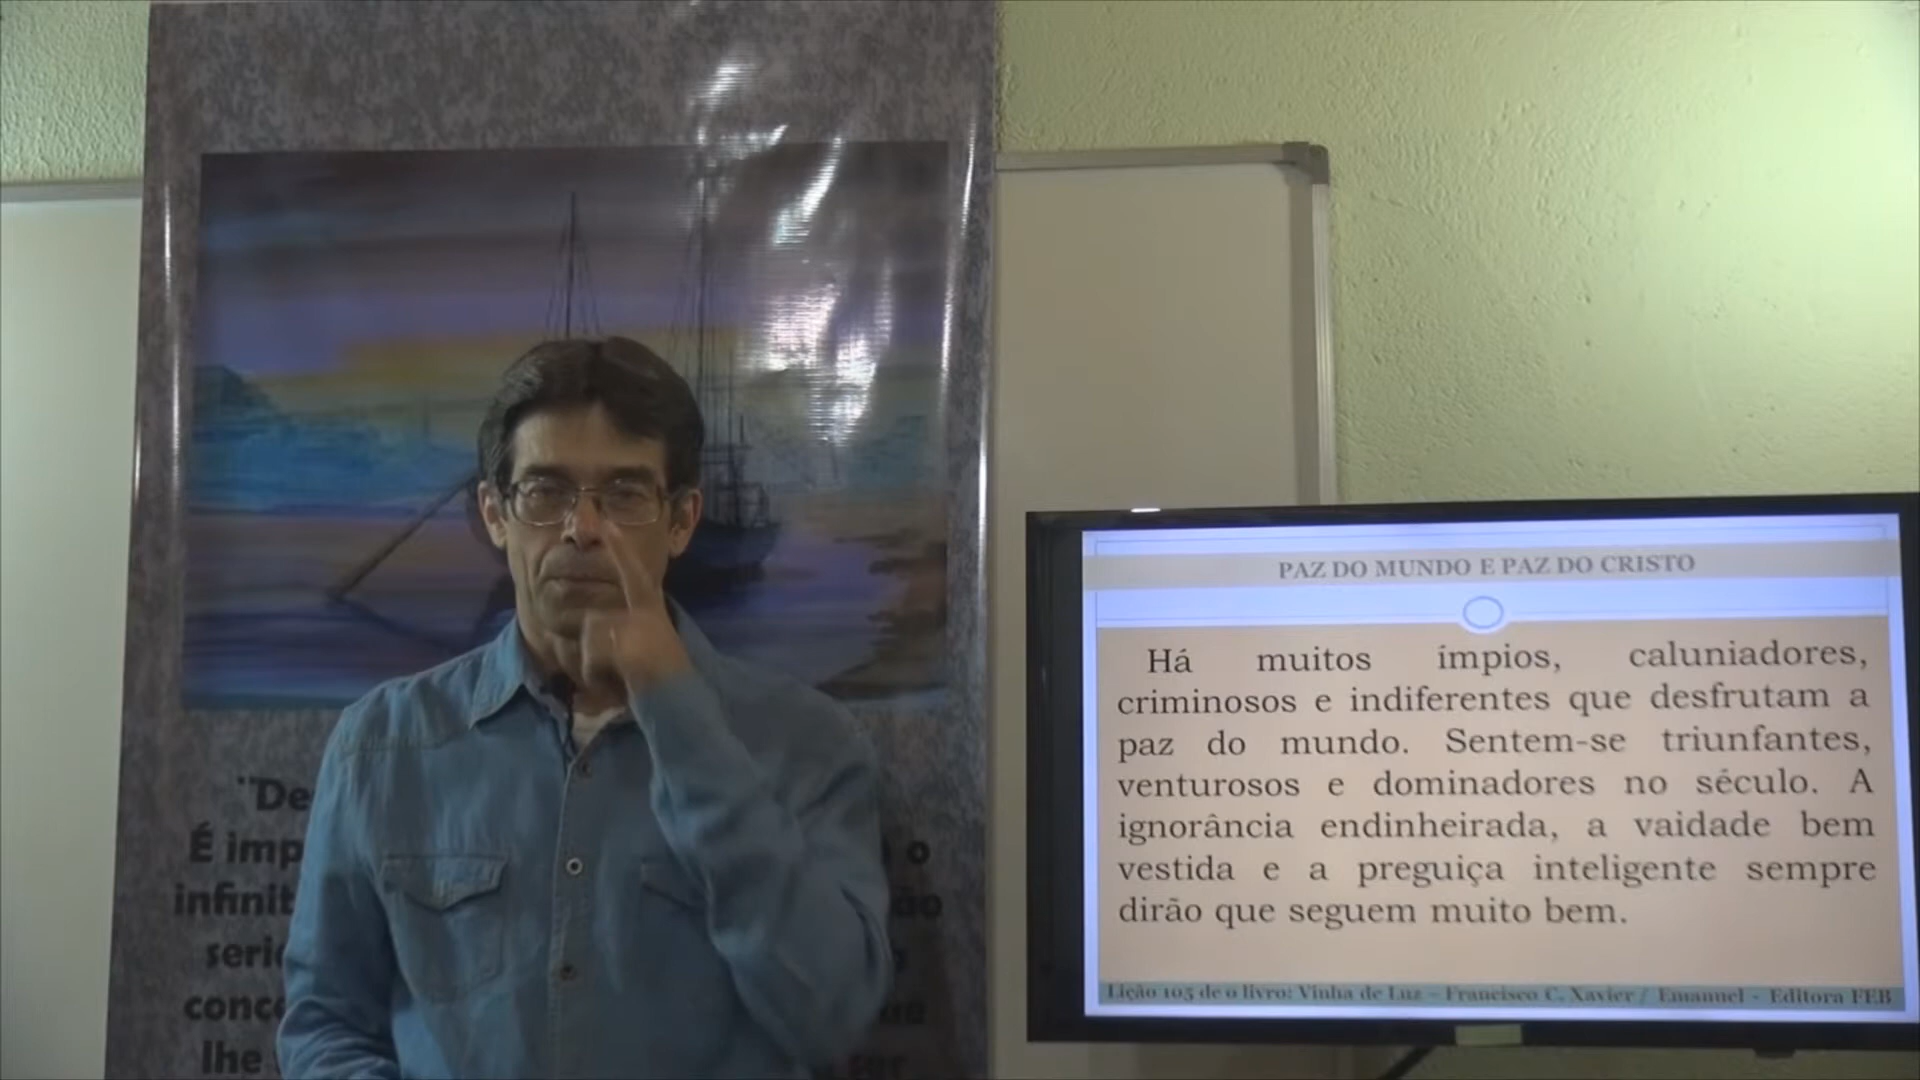 PAZ DO MUNDO E PAZ DO CRISTO
Há muitos ímpios, caluniadores,
criminosos e indiferentes que desfrutam a
paz do mundo. Sentem-se triunfantes,
venturosos e dominadores no século. A
ignorância endinheirada, a vaidade bem
vestida e a preguiça inteligente sempre
dirão que seguem muito bem.
Lição 105 de o livro: Vinha de Luz - Francisco C. Xavier / Emanuel - Editora FEB
"De
É imp o
infinit ão
seri
conc
lhe